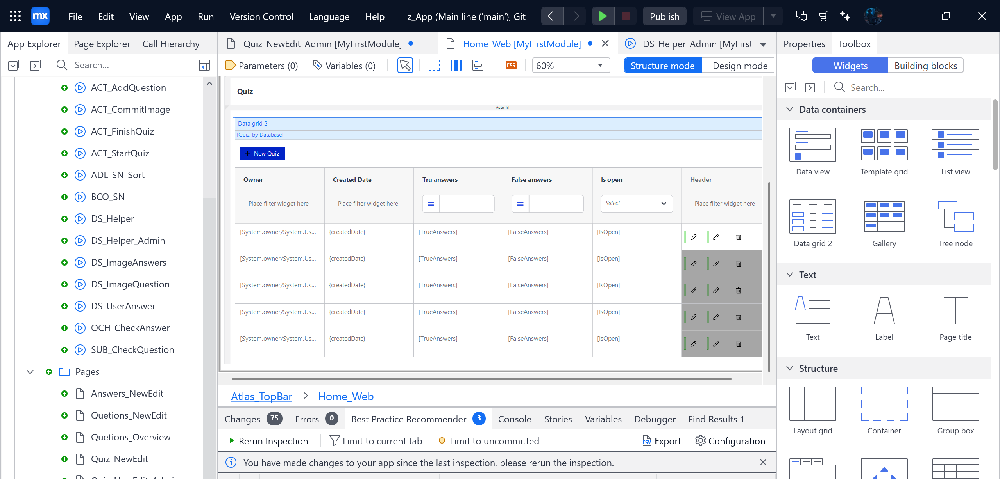 mx File Edit View App Run Version Control Language Help z_App (Main line ('main'), Git Publish View App
App Explorer Page Explorer Call Hierarchy
Search...
ACT_AddQuestion
ACT_CommitImage
ACT_FinishQuiz
ACT_StartQuiz
ADL_SN_Sort
BCO_SN
DS_Helper
DS_Helper_Admin
DS_ImageAnswers
DS_ImageQuestion
DS_UserAnswer
OCH_CheckAnswer
SUB_CheckQuestion
Pages
Answers_NewEdit
Quetions_NewEdit
Quetions_Overview
Quiz_NewEdit
Quiz_NewEdit_Admi
Quiz_NewEdit_Admin [MyFirstModule] Home_Web [MyFirstModule] DS_Helper_Admin [MyFirst
Parameters (0) Variables (0) CSS 60% Structure mode Design mode
Quiz
Auto-fill
Data grid 2
[Quiz, by Database]
New Quiz
Owner Created Date Tru answers False answers Is open Header
Place filter widget here Place filter widget here = = Select Place filter widget here
[System.owner/System.Us... {createdDate} [TrueAnswers] [FalseAnswers] [IsOpen]
[System.owner/System.Us... {createdDate} [TrueAnswers] [FalseAnswers] [IsOpen]
[System.owner/System.Us... {createdDate} [TrueAnswers] [FalseAnswers] [IsOpen]
[System.owner/System.Us... {createdDate} [TrueAnswers] [FalseAnswers] [IsOpen]
[System.owner/System.Us... {createdDate} [TrueAnswers] [FalseAnswers] [IsOpen]
Atlas_TopBar > Home_Web
Changes 75 Errors 0 Best Practice Recommender 3 Console Stories Variables Debugger Find Results 1
Rerun Inspection Limit to current tab Limit to uncommitted CSV Export Configuration
You have made changes to your app since the last inspection, please rerun the inspection.
Properties Toolbox
Widgets Building blocks
Search...
Data containers
Data view Template grid List view
Data grid 2 Gallery Tree node
Text
Text Label Page title
Structure
Layout grid Container Group box